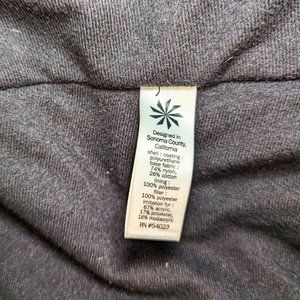 Designed in
Sonoma County,
California
shell : coating :
polyurethane
base fabric :
74% nylon,
26% cotton
lining :
100% polyester
filler :
100% polyester
imitation fur :
67% acrylic,
17% polyester,
16% modacrylic
RN #54023